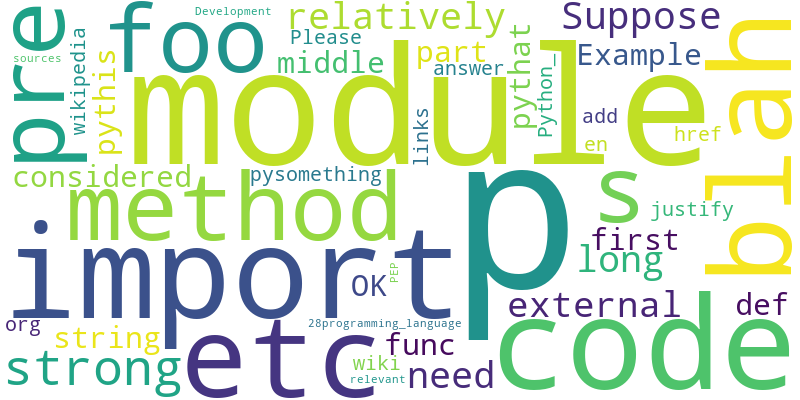 Development
relatively
Suppose
pre
foo
Please
sources
wikipedia
pythis
middle
part
Example
answer
pythat
Python_
module
blah
links
add
href
en
considered
pysomething
p
s
method
justify
first
import
long
OK
PEP
external
def
org
28programming_language
string
etc
func
code
strong
wiki
need
relevant